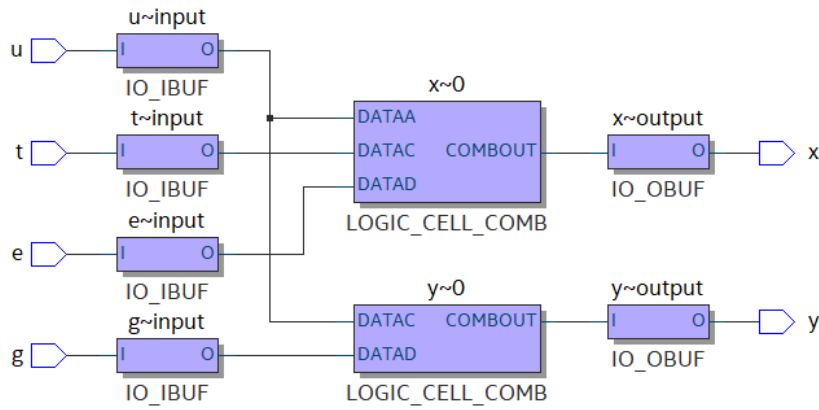 u~input
u I O
IO_IBUF
x~0
t~input DATAA x~output
t I O DATAC COMBOUT I O x
IO_IBUF DATAD IO_OBUF
e~input LOGIC_CELL_COMB
e I O
IO_IBUF y~0 y~output
g~input DATAC COMBOUT I O y
g I O DATAD IO_OBUF
IO_IBUF LOGIC_CELL_COMB